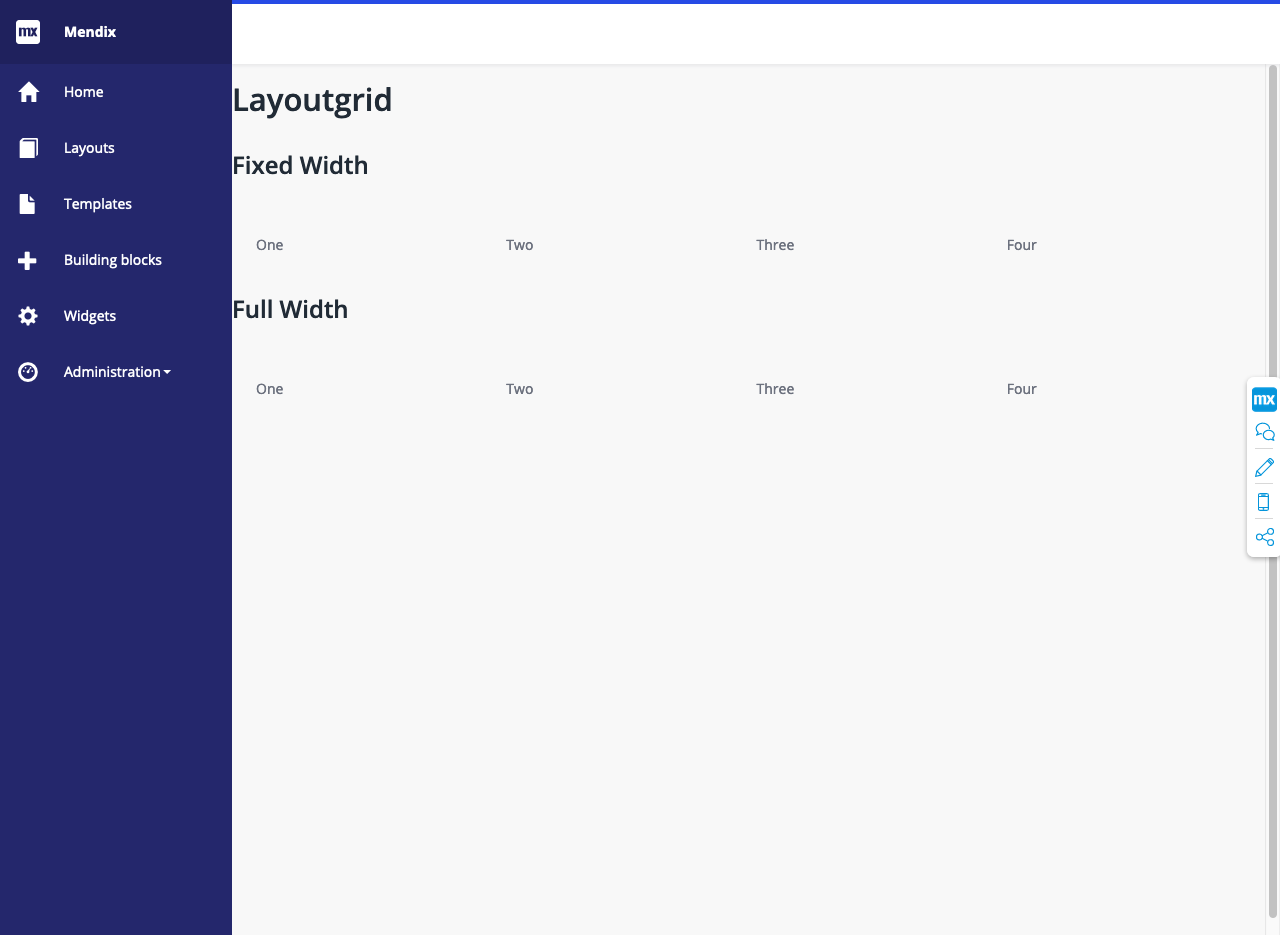 mx Mendix
Home
Layouts
Templates
Building blocks
Widgets
Administration
Layoutgrid
Fixed Width
One Two Three Four
Full Width
One Two Three Four
mx